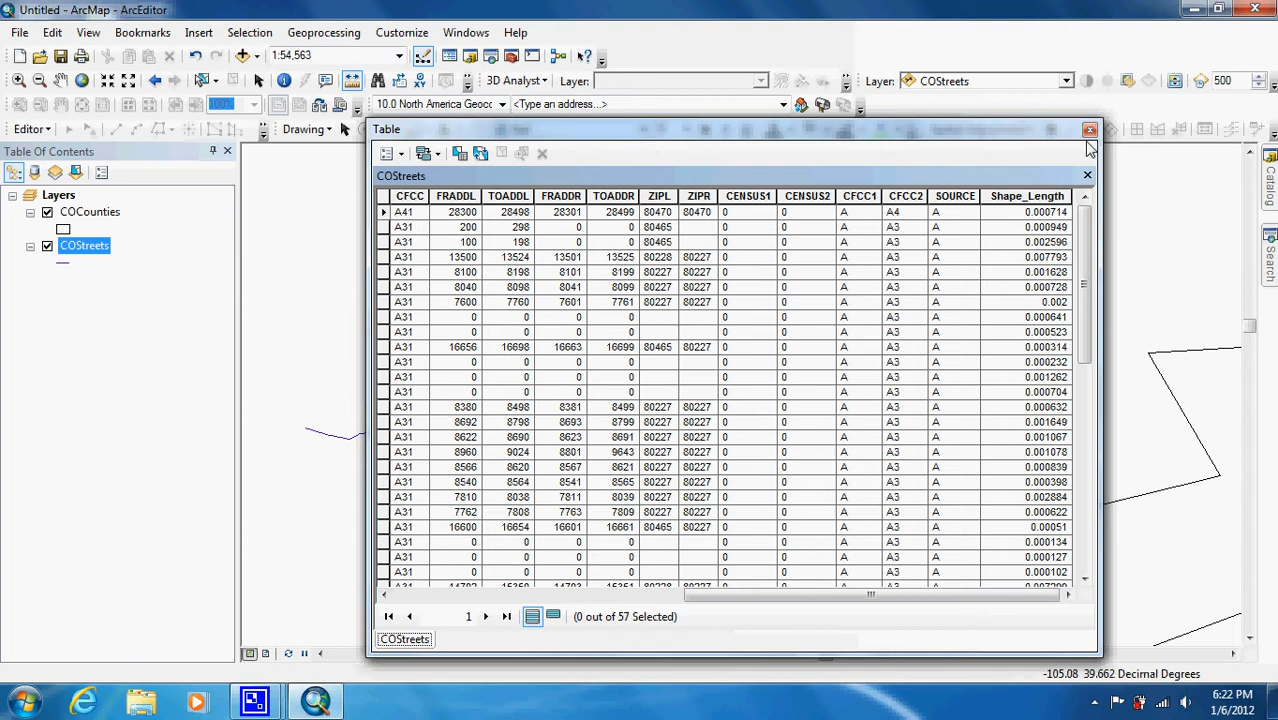 Untitled - ArcMap - ArcEditor
File Edit View Bookmarks Insert Selection Geoprocessing Customize Windows Help
1:54,563
3D Analyst Layer: Layer: COStreets 500
100% 10.0 North America Geocc <Type an address...>
Editor Drawing
Table Of Contents
Layers
COCounties
COStreets
Table
COStreets
CFCC FRADDL TOADDL FRADDR TOADDR ZIPL ZIPR CENSUS1 CENSUS2 CFCC1 CFCC2 SOURCE Shape_Length
A41 28300 28498 28301 28499 80470 80470 0 0 A A4 A 0.000714
A31 200 298 0 0 80465 0 0 A A3 A 0.000949
A31 100 198 0 0 80465 0 0 A A3 A 0.002596
A31 13500 13524 13501 13525 80228 80227 0 0 A A3 A 0.007793
A31 8100 8198 8101 8199 80227 80227 0 0 A A3 A 0.001628
A31 8040 8098 8041 8099 80227 80227 0 0 A A3 A 0.000728
A31 7600 7760 7601 7761 80227 80227 0 0 A A3 A 0.002
A31 0 0 0 0 0 0 A A3 A 0.000641
A31 0 0 0 0 0 0 A A3 A 0.000523
A31 16656 16698 16663 16699 80465 80227 0 0 A A3 A 0.000314
A31 0 0 0 0 0 0 A A3 A 0.000232
A31 0 0 0 0 0 0 A A3 A 0.001262
A31 0 0 0 0 0 0 A A3 A 0.000704
A31 8380 8498 8381 8499 80227 80227 0 0 A A3 A 0.000632
A31 8692 8798 8693 8799 80227 80227 0 0 A A3 A 0.001649
A31 8622 8690 8623 8691 80227 80227 0 0 A A3 A 0.001067
A31 8960 9024 8801 9643 80227 80227 0 0 A A3 A 0.001078
A31 8566 8620 8567 8621 80227 80227 0 0 A A3 A 0.000839
A31 8540 8564 8541 8565 80227 80227 0 0 A A3 A 0.000398
A31 7810 8038 7811 8039 80227 80227 0 0 A A3 A 0.002884
A31 7762 7808 7763 7809 80227 80227 0 0 A A3 A 0.000622
A31 16600 16654 16601 16661 80465 80227 0 0 A A3 A 0.00051
A31 0 0 0 0 0 0 A A3 A 0.000134
A31 0 0 0 0 0 0 A A3 A 0.000127
A31 0 0 0 0 0 0 A A3 A 0.000102
1 (0 out of 57 Selected)
COStreets
Catalog
Search
-105.08 39.662 Decimal Degrees
6:22 PM
1/6/2012